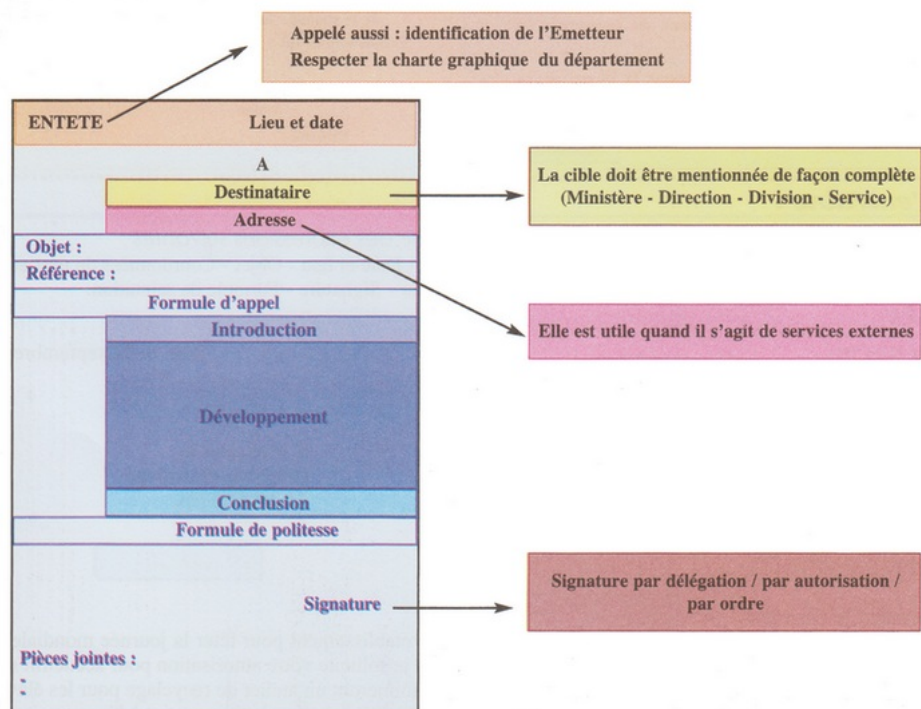 Appelé aussi : identification de l'Emetteur
Respecter la charte graphique du département
ENTETE Lieu et date
A
Destinataire
La cible doit être mentionnée de façon complète
(Ministère - Direction - Division - Service)
Adresse
Objet :
Référence :
Formule d'appel
Introduction
Elle est utile quand il s'agit de services externes
Développement
Conclusion
Formule de politesse
Signature
Signature par délégation / par autorisation /
par ordre
Pièces jointes :
-
-